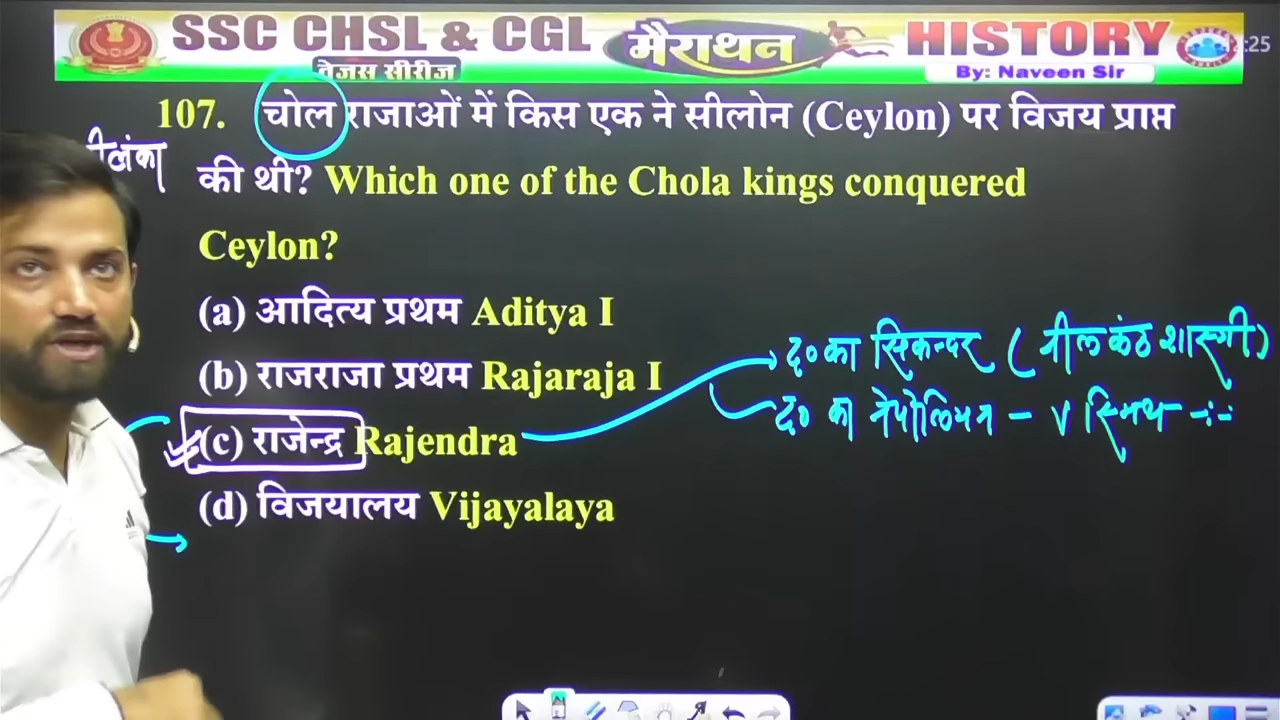 SSC CHSL & CGL मैराथन HISTORY
तेजस सीरीज By: Naveen Sir
107. चोल राजाओं में किस एक ने सीलोन (Ceylon) पर विजय प्राप्त
की थी? Which one of the Chola kings conquered
Ceylon?
(a) आदित्य प्रथम Aditya I
(b) राजराजा प्रथम Rajaraja I
(c) राजेन्द्र Rajendra
(d) विजयालय Vijayalaya
द० का सिकन्दर ( नीलकंठ शास्त्री)
द० का नेपोलियन - V स्मिथ